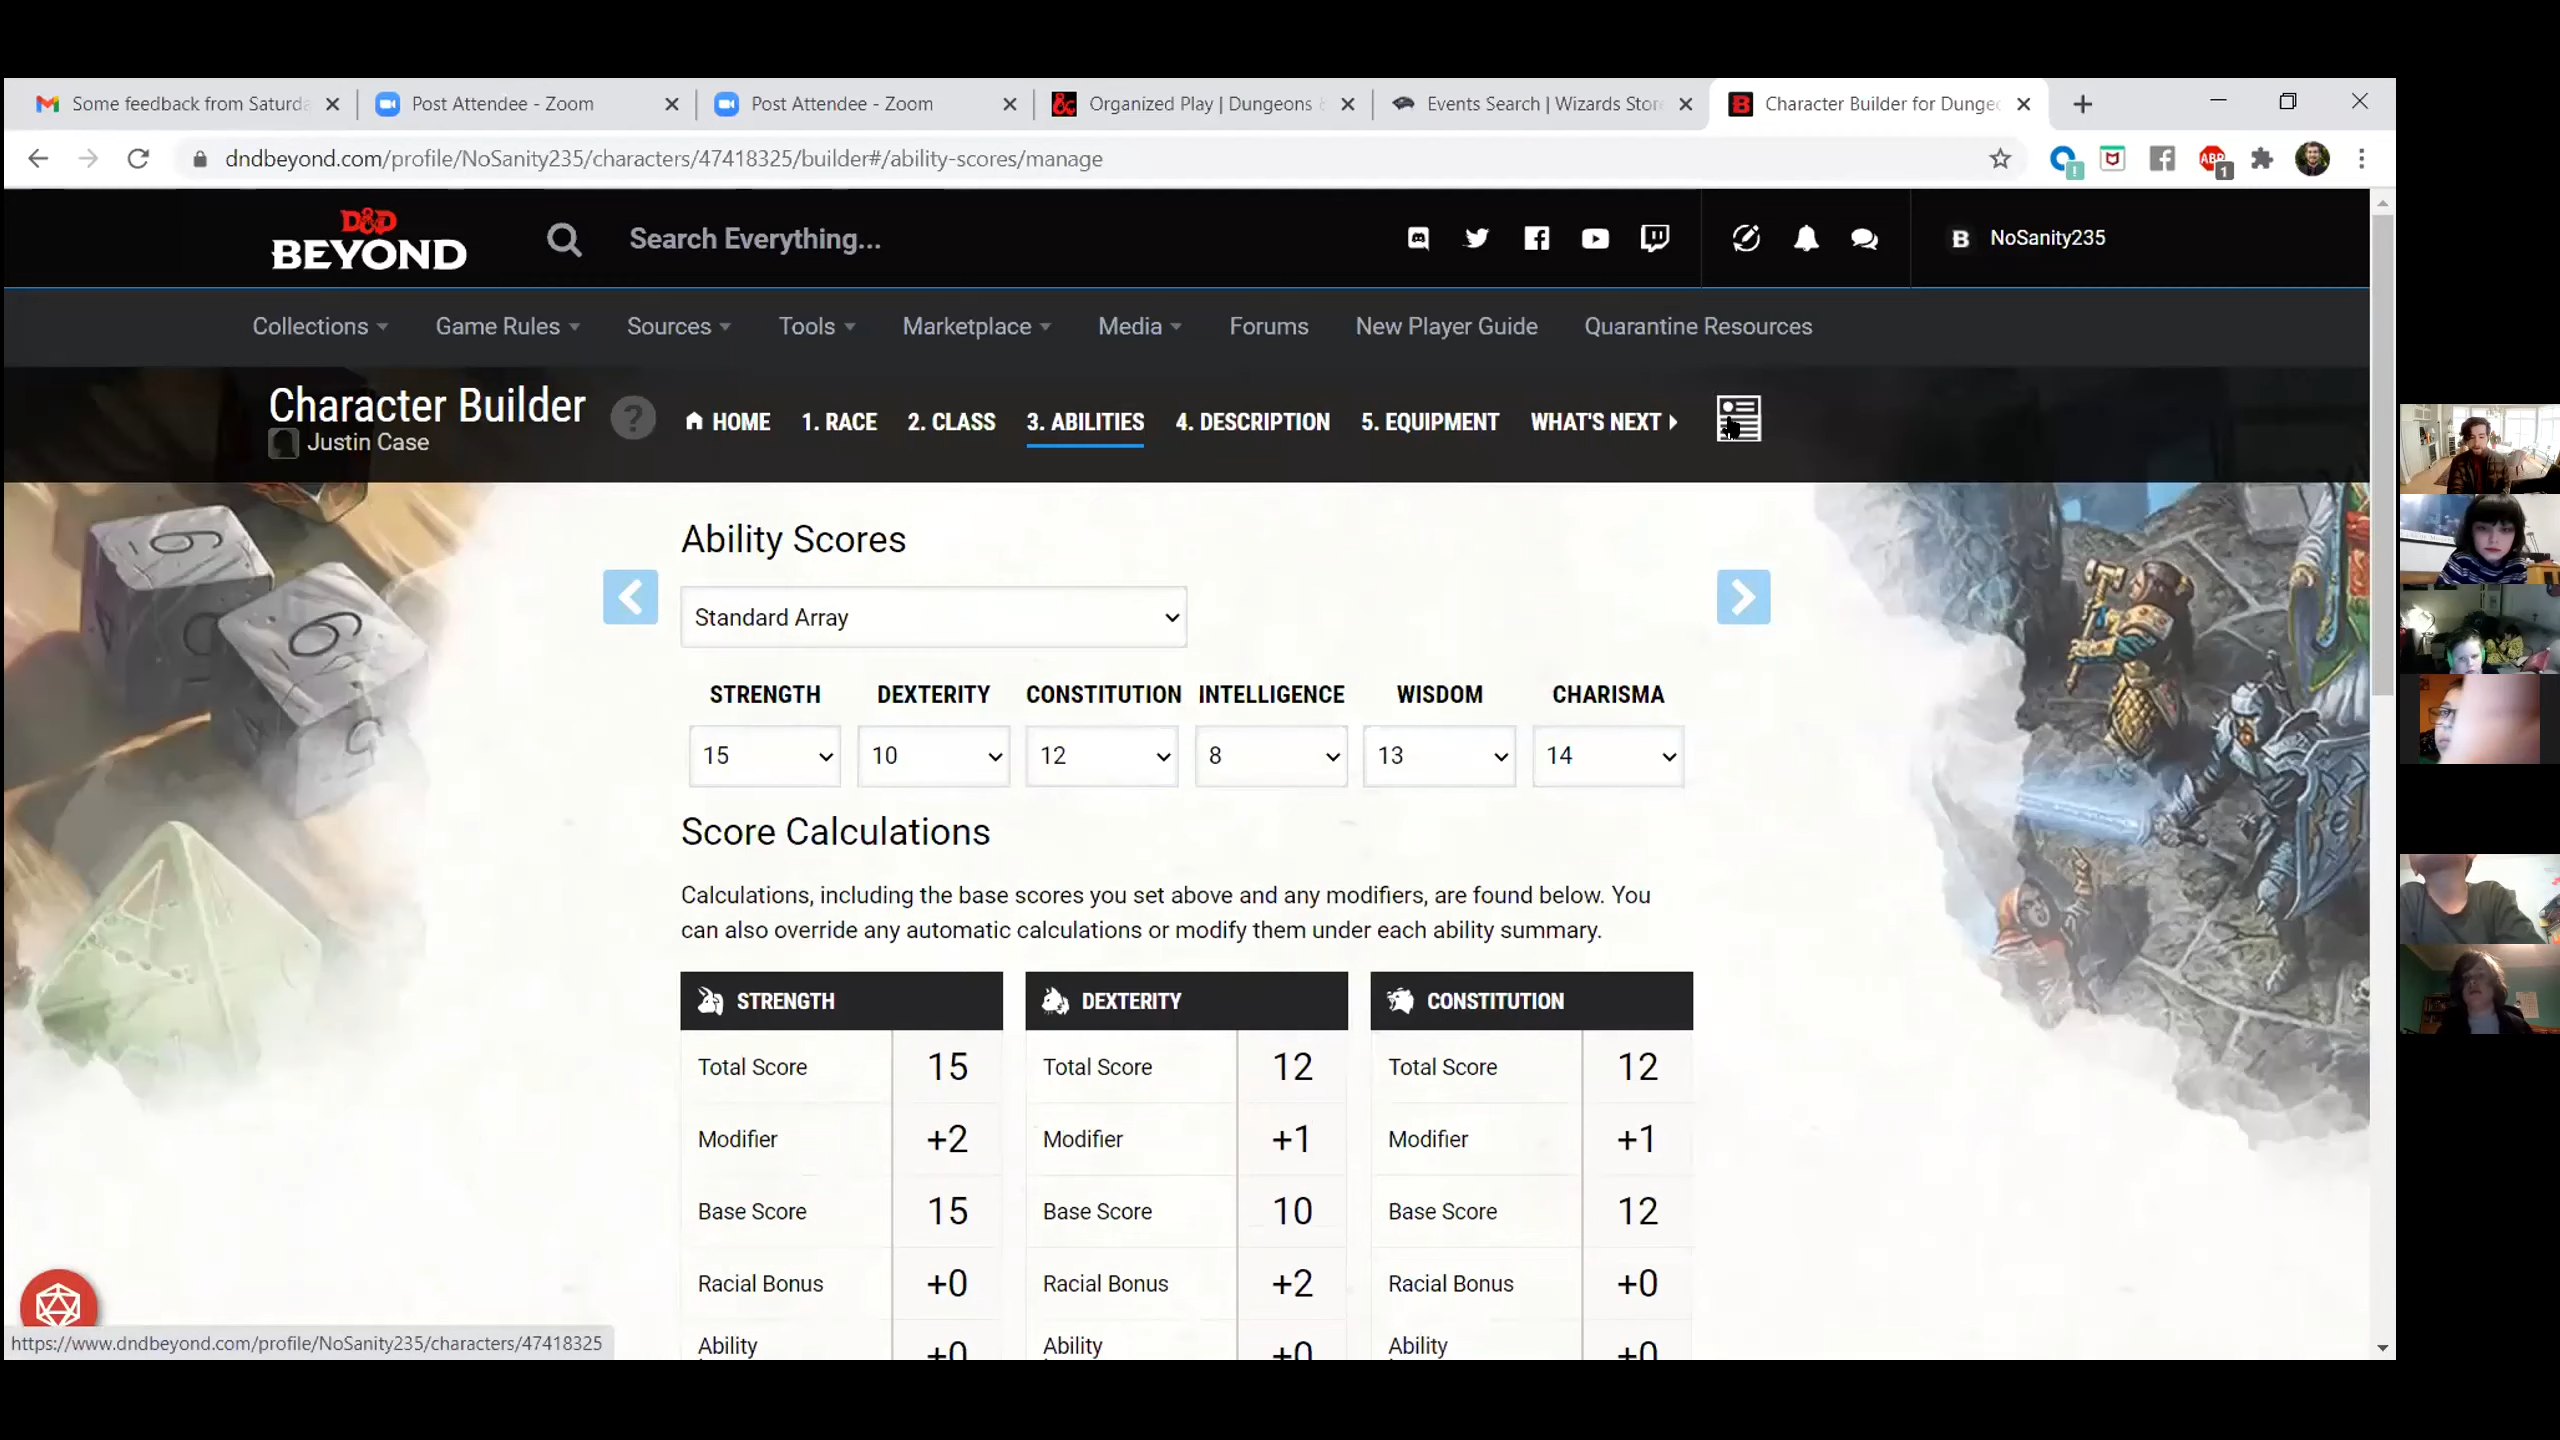 Some feedback from Saturda
Post Attendee - Zoom
Post Attendee - Zoom
Organized Play | Dungeons &
Events Search | Wizards Store
Character Builder for Dungeo
dndbeyond.com/profile/NoSanity235/characters/47418325/builder#/ability-scores/manage
ABP
1
D&D
BEYOND
Search Everything...
B NoSanity235
Collections
Game Rules
Sources
Tools
Marketplace
Media
Forums
New Player Guide
Quarantine Resources
Character Builder
Justin Case
?
HOME
1. RACE
2. CLASS
3. ABILITIES
4. DESCRIPTION
5. EQUIPMENT
WHAT'S NEXT
Ability Scores
Standard Array
STRENGTH DEXTERITY CONSTITUTION INTELLIGENCE WISDOM CHARISMA
15 10 12 8 13 14
Score Calculations
Calculations, including the base scores you set above and any modifiers, are found below. You
can also override any automatic calculations or modify them under each ability summary.
STRENGTH DEXTERITY CONSTITUTION
Total Score 15 Total Score 12 Total Score 12
Modifier +2 Modifier +1 Modifier +1
Base Score 15 Base Score 10 Base Score 12
Racial Bonus +0 Racial Bonus +2 Racial Bonus +0
Ability +0 Ability +0 Ability +0
https://www.dndbeyond.com/profile/NoSanity235/characters/47418325